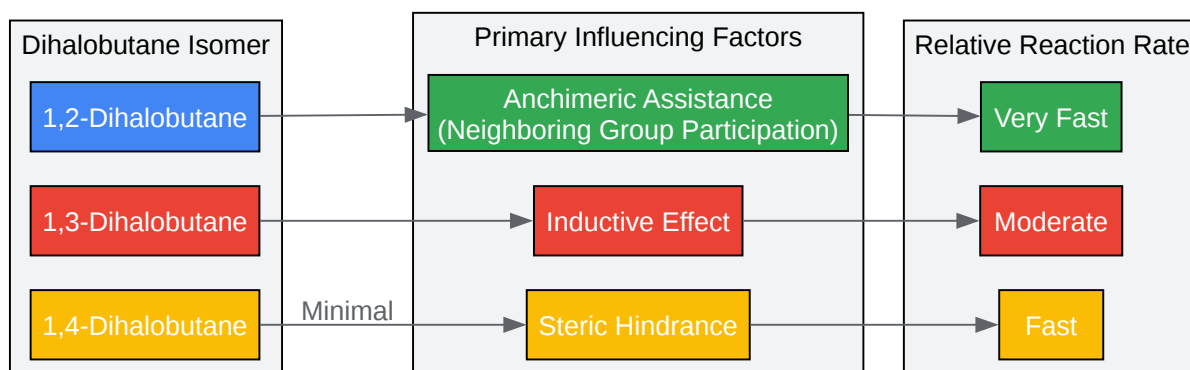 Dihalobutane Isomer
Primary Influencing Factors
Relative Reaction Rate
1,2-Dihalobutane
Anchimeric Assistance
(Neighboring Group Participation)
Very Fast
1,3-Dihalobutane
Inductive Effect
Moderate
1,4-Dihalobutane
Minimal
Steric Hindrance
Fast